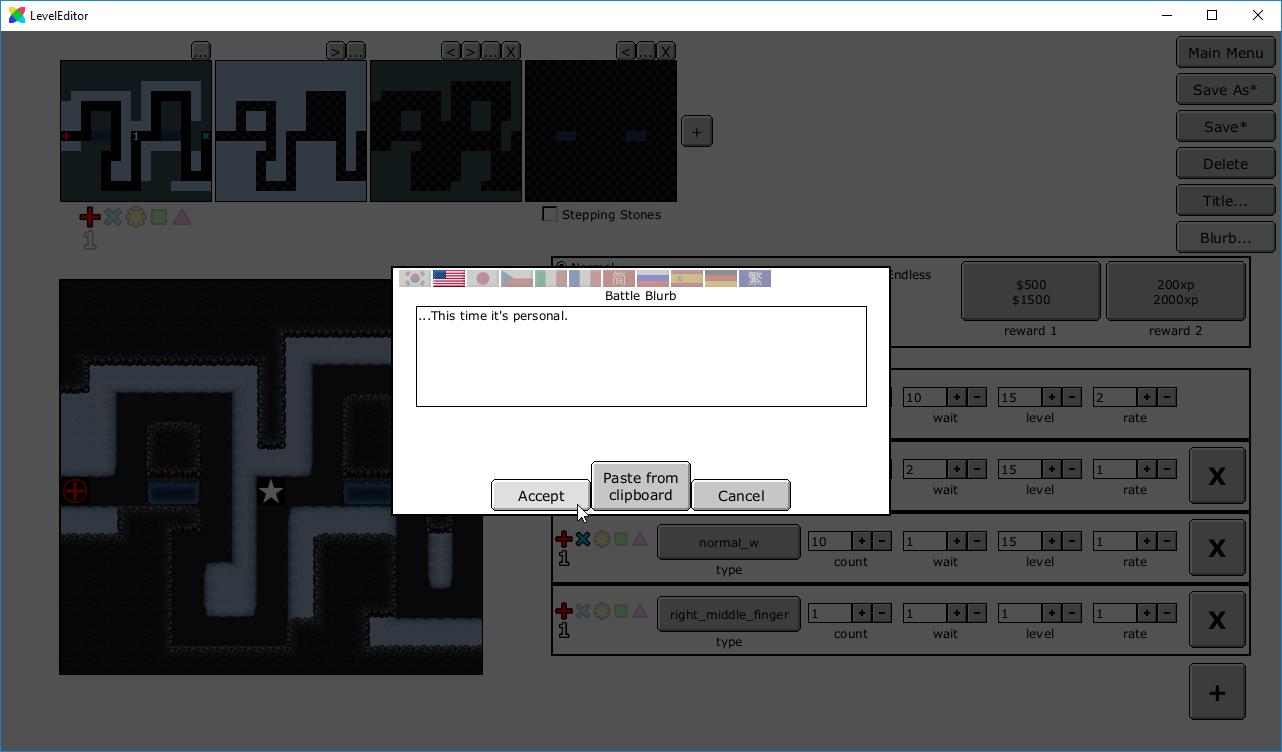 LevelEditor
...
>
...
<
>
...
X
<
...
X
Main Menu
Save As*
Save*
Delete
Title...
Blurb...
1
+
1
Stepping Stones
Normal
Endless
$500
$1500
reward 1
200xp
2000xp
reward 2
简
繁
Battle Blurb
...This time it's personal.
Accept
Paste from
clipboard
Cancel
10 + -
15 + -
2 + -
wait
level
rate
2 + -
15 + -
1 + -
X
wait
level
rate
1
normal_w
10 + -
1 + -
15 + -
1 + -
X
type
count
wait
level
rate
1
right_middle_finger
1 + -
1 + -
1 + -
1 + -
X
type
count
wait
level
rate
+